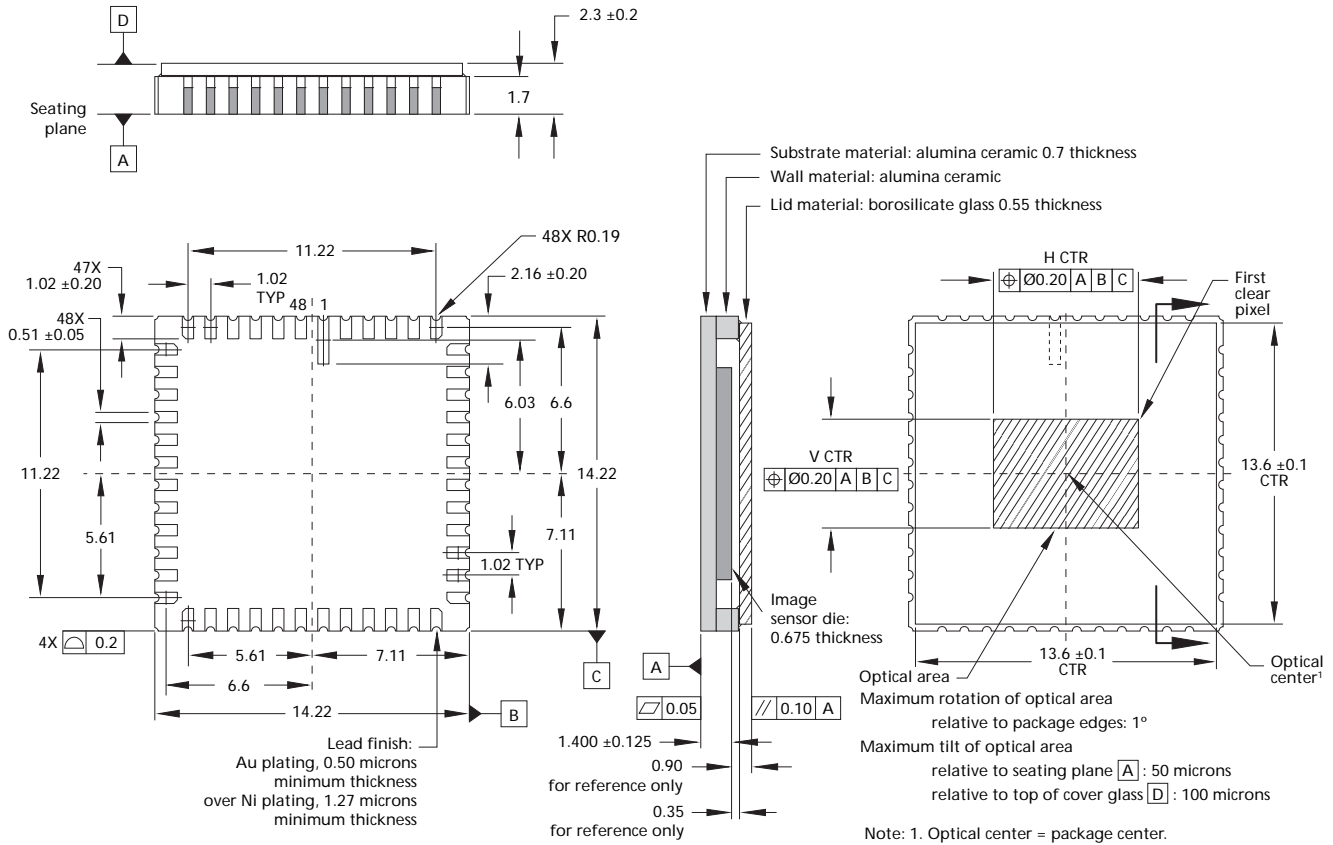 D
2.3 ±0.2
1.7
Seating
plane
A
Substrate material: alumina ceramic 0.7 thickness
Wall material: alumina ceramic
Lid material: borosilicate glass 0.55 thickness
11.22
48X R0.19
47X
1.02 ±0.20
1.02
TYP
2.16 ±0.20
48 1
48X
0.51 ±0.05
6.03
6.6
11.22
14.22
5.61
7.11
1.02 TYP
4X ⌓ 0.2
5.61
7.11
C
6.6
14.22
B
Lead finish:
Au plating, 0.50 microns
minimum thickness
over Ni plating, 1.27 microns
minimum thickness
H CTR
⌖ Ø0.20 A B C
First
clear
pixel
V CTR
⌖ Ø0.20 A B C
13.6 ±0.1
CTR
Image
sensor die:
0.675 thickness
A
⏥ 0.05
// 0.10 A
1.400 ±0.125
0.90
for reference only
0.35
for reference only
13.6 ±0.1
CTR
Optical
center¹
Optical area
Maximum rotation of optical area
relative to package edges: 1º
Maximum tilt of optical area
relative to seating plane A : 50 microns
relative to top of cover glass D : 100 microns
Note: 1. Optical center = package center.